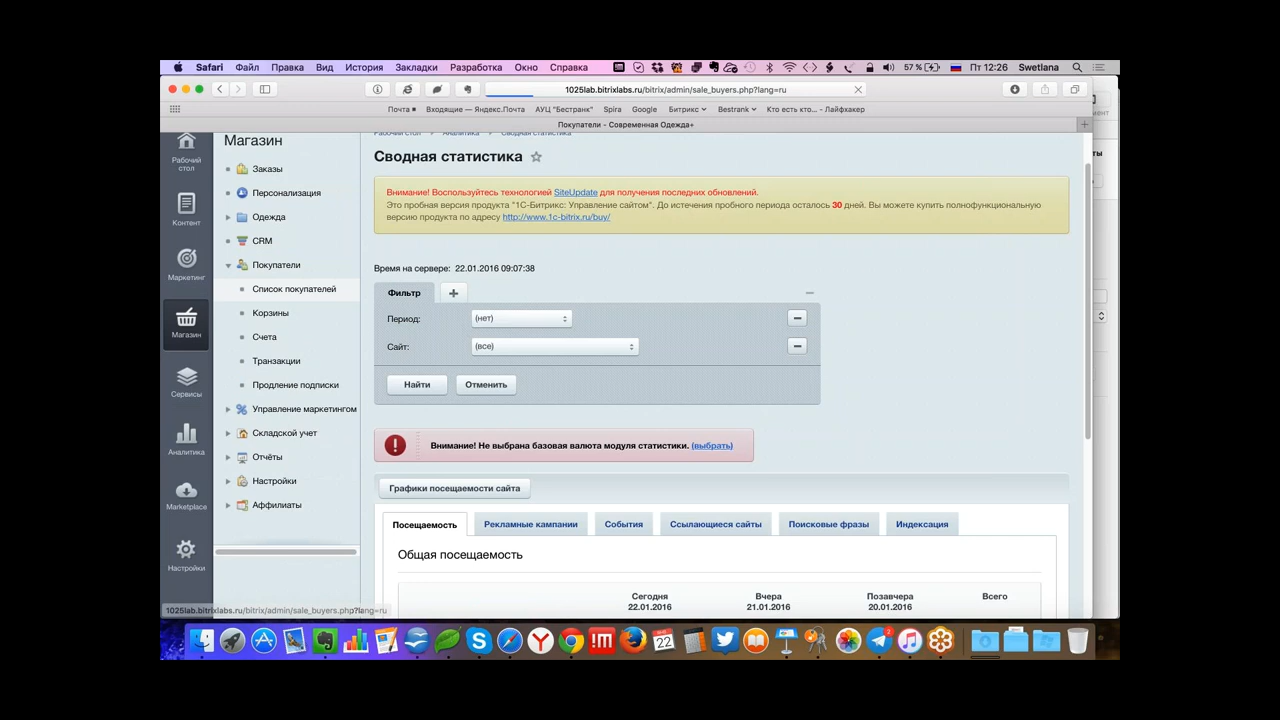 Safari Файл Правка Вид История Закладки Разработка Окно Справка 57 % Пт 12:26 Swetlana
1025lab.bitrixlabs.ru/bitrix/admin/sale_buyers.php?lang=ru
Почта Входящие — Яндекс.Почта АУЦ "Бестранк" Spira Google Битрикс Bestrank Кто есть кто... - Лайфхакер
Покупатели - Современная Одежда+
Рабочий стол
Контент
Маркетинг
Магазин
Сервисы
Аналитика
Marketplace
Настройки
Магазин
Заказы
Персонализация
Одежда
CRM
Покупатели
Список покупателей
Корзины
Счета
Транзакции
Продление подписки
Управление маркетингом
Складской учет
Отчёты
Настройки
Аффилиаты
Рабочий стол Аналитика Сводная статистика
Сводная статистика
Внимание! Воспользуйтесь технологией SiteUpdate для получения последних обновлений.
Это пробная версия продукта "1С-Битрикс: Управление сайтом". До истечения пробного периода осталось 30 дней. Вы можете купить полнофункциональную
версию продукта по адресу http://www.1c-bitrix.ru/buy/
Время на сервере: 22.01.2016 09:07:38
Фильтр
Период: (нет)
Сайт: (все)
Найти Отменить
Внимание! Не выбрана базовая валюта модуля статистики. (выбрать)
Графики посещаемости сайта
Посещаемость Рекламные кампании События Ссылающиеся сайты Поисковые фразы Индексация
Общая посещаемость
Сегодня Вчера Позавчера Всего
22.01.2016 21.01.2016 20.01.2016
1025lab.bitrixlabs.ru/bitrix/admin/sale_buyers.php?lang=ru
22
2